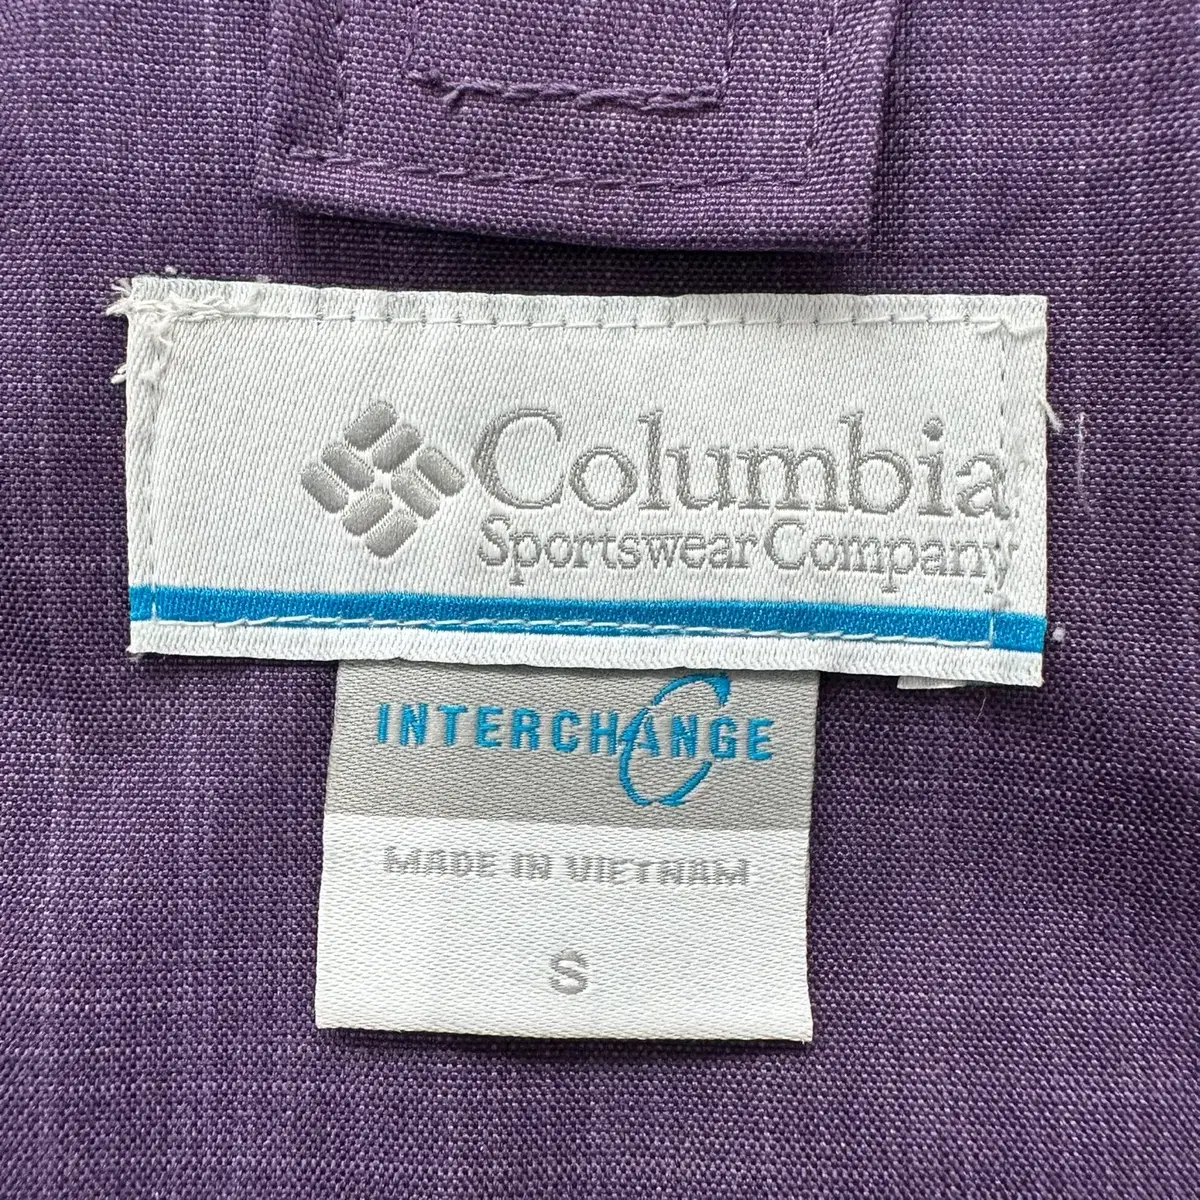 Columbia
Sportswear Company
INTERCHANGE
MADE IN VIETNAM
S